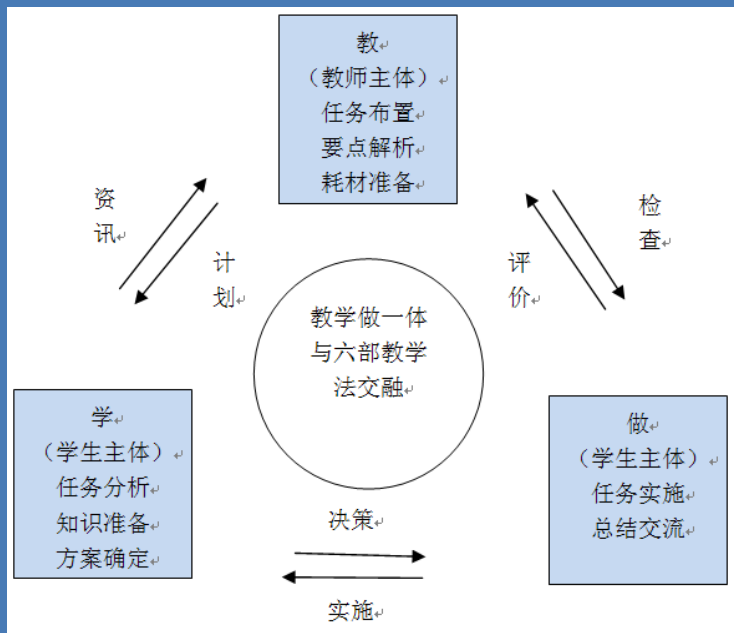 教
（教师主体）
任务布置
要点解析
耗材准备
资
讯
计
划
评
价
检
查
教学做一体
与六部教学
法交融
学
（学生主体）
任务分析
知识准备
方案确定
决策
实施
做
（学生主体）
任务实施
总结交流